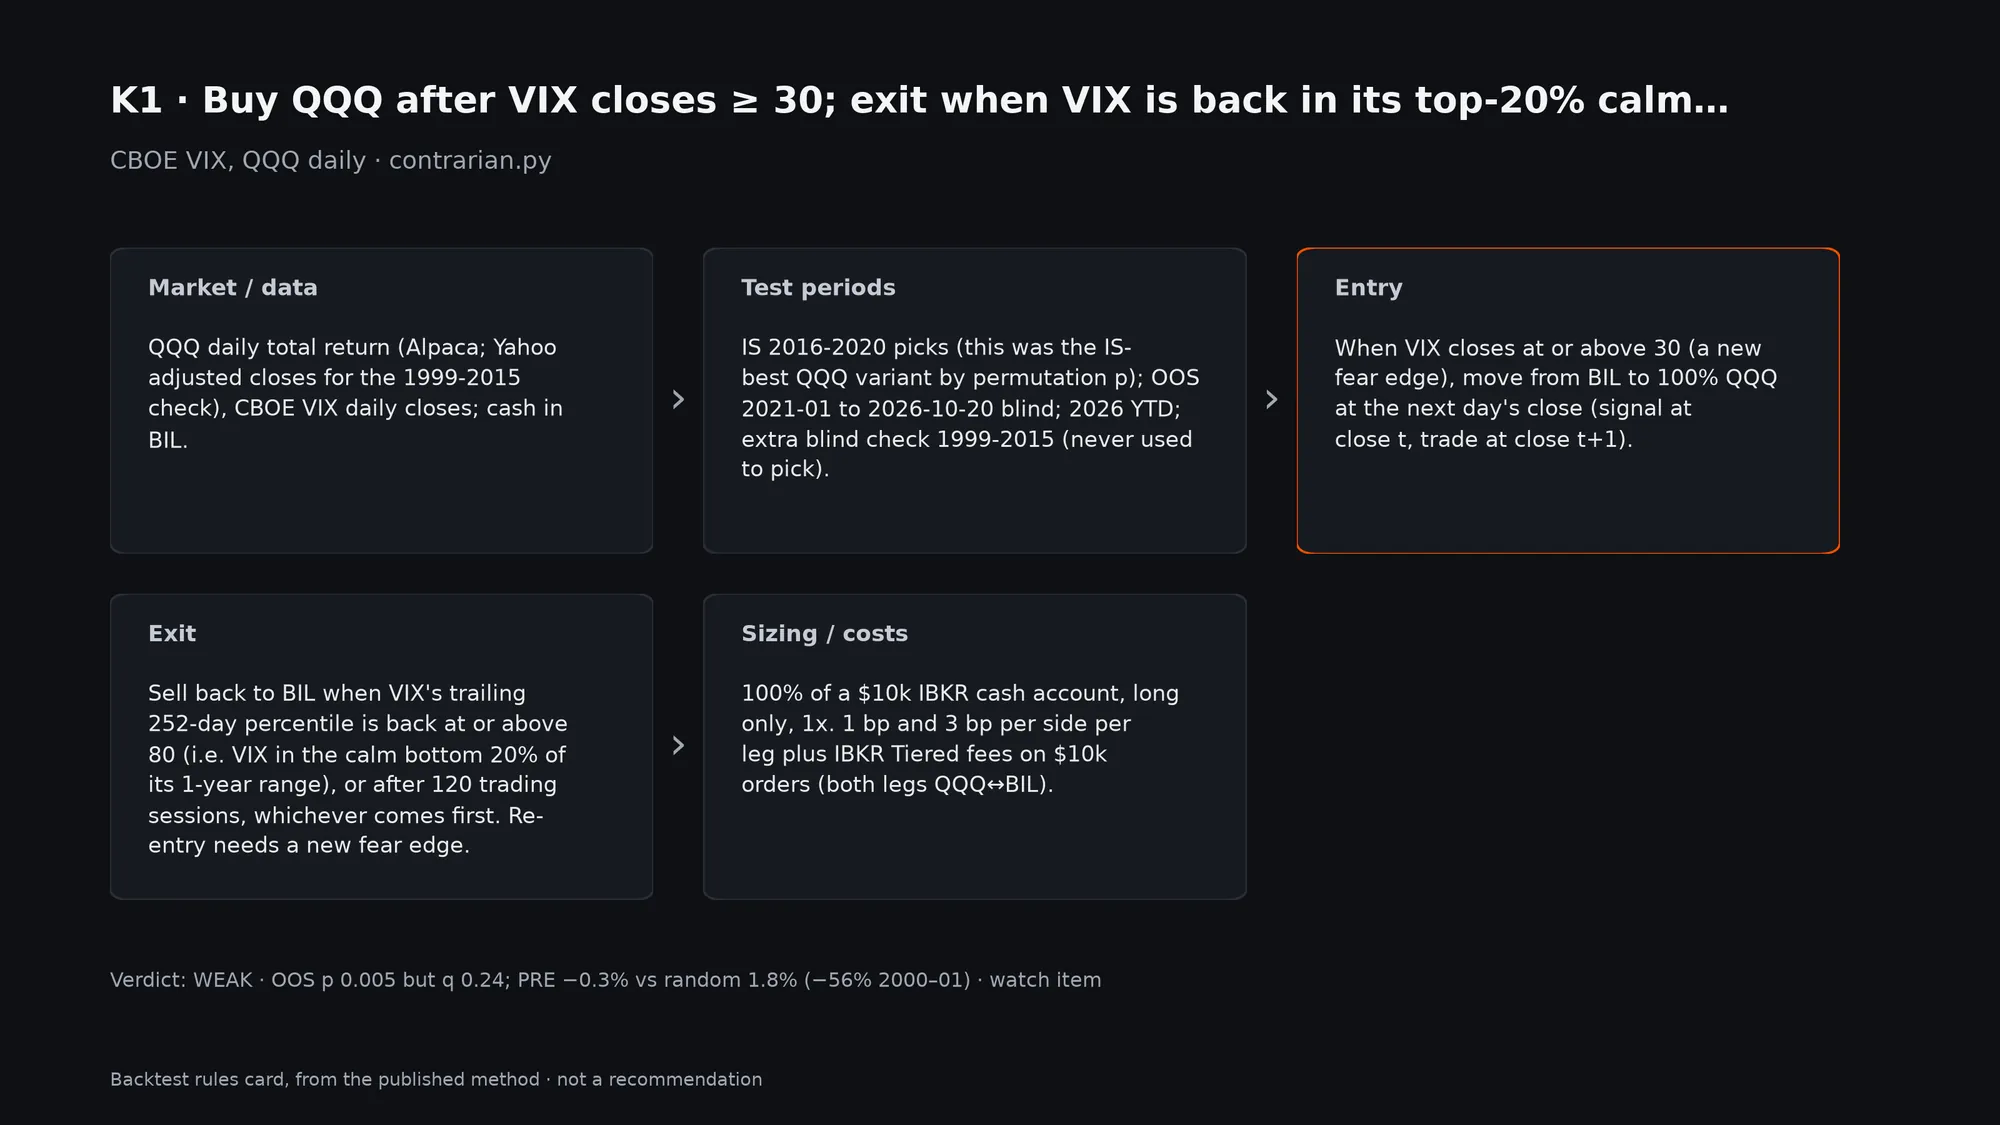 K1 · Buy QQQ after VIX closes ≥ 30; exit when VIX is back in its top-20% calm…
CBOE VIX, QQQ daily · contrarian.py
Market / data
QQQ daily total return (Alpaca; Yahoo
adjusted closes for the 1999-2015
check), CBOE VIX daily closes; cash in
BIL.
›
Test periods
IS 2016-2020 picks (this was the IS-
best QQQ variant by permutation p); OOS
2021-01 to 2026-10-20 blind; 2026 YTD;
extra blind check 1999-2015 (never used
to pick).
›
Entry
When VIX closes at or above 30 (a new
fear edge), move from BIL to 100% QQQ
at the next day's close (signal at
close t, trade at close t+1).
Exit
Sell back to BIL when VIX's trailing
252-day percentile is back at or above
80 (i.e. VIX in the calm bottom 20% of
its 1-year range), or after 120 trading
sessions, whichever comes first. Re-
entry needs a new fear edge.
›
Sizing / costs
100% of a $10k IBKR cash account, long
only, 1x. 1 bp and 3 bp per side per
leg plus IBKR Tiered fees on $10k
orders (both legs QQQ↔BIL).
Verdict: WEAK · OOS p 0.005 but q 0.24; PRE −0.3% vs random 1.8% (−56% 2000–01) · watch item
Backtest rules card, from the published method · not a recommendation